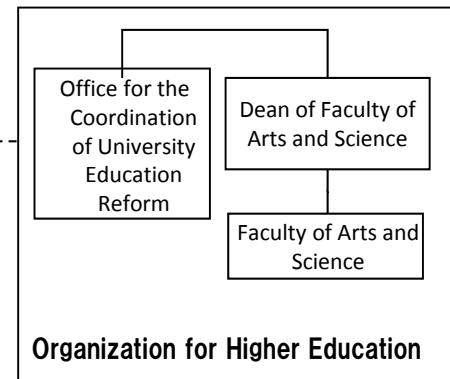 Office for the
Coordination
of University
Education
Reform
Dean of Faculty of
Arts and Science
Faculty of Arts and
Science
Organization for Higher Education